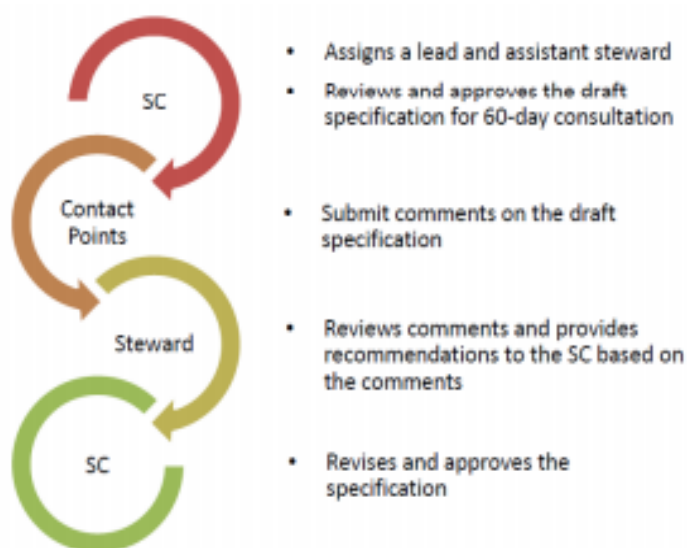 SC
• Assigns a lead and assistant steward
• Reviews and approves the draft
specification for 60-day consultation
Contact
Points
• Submit comments on the draft
specification
Steward
• Reviews comments and provides
recommendations to the SC based on
the comments
SC
• Revises and approves the
specification